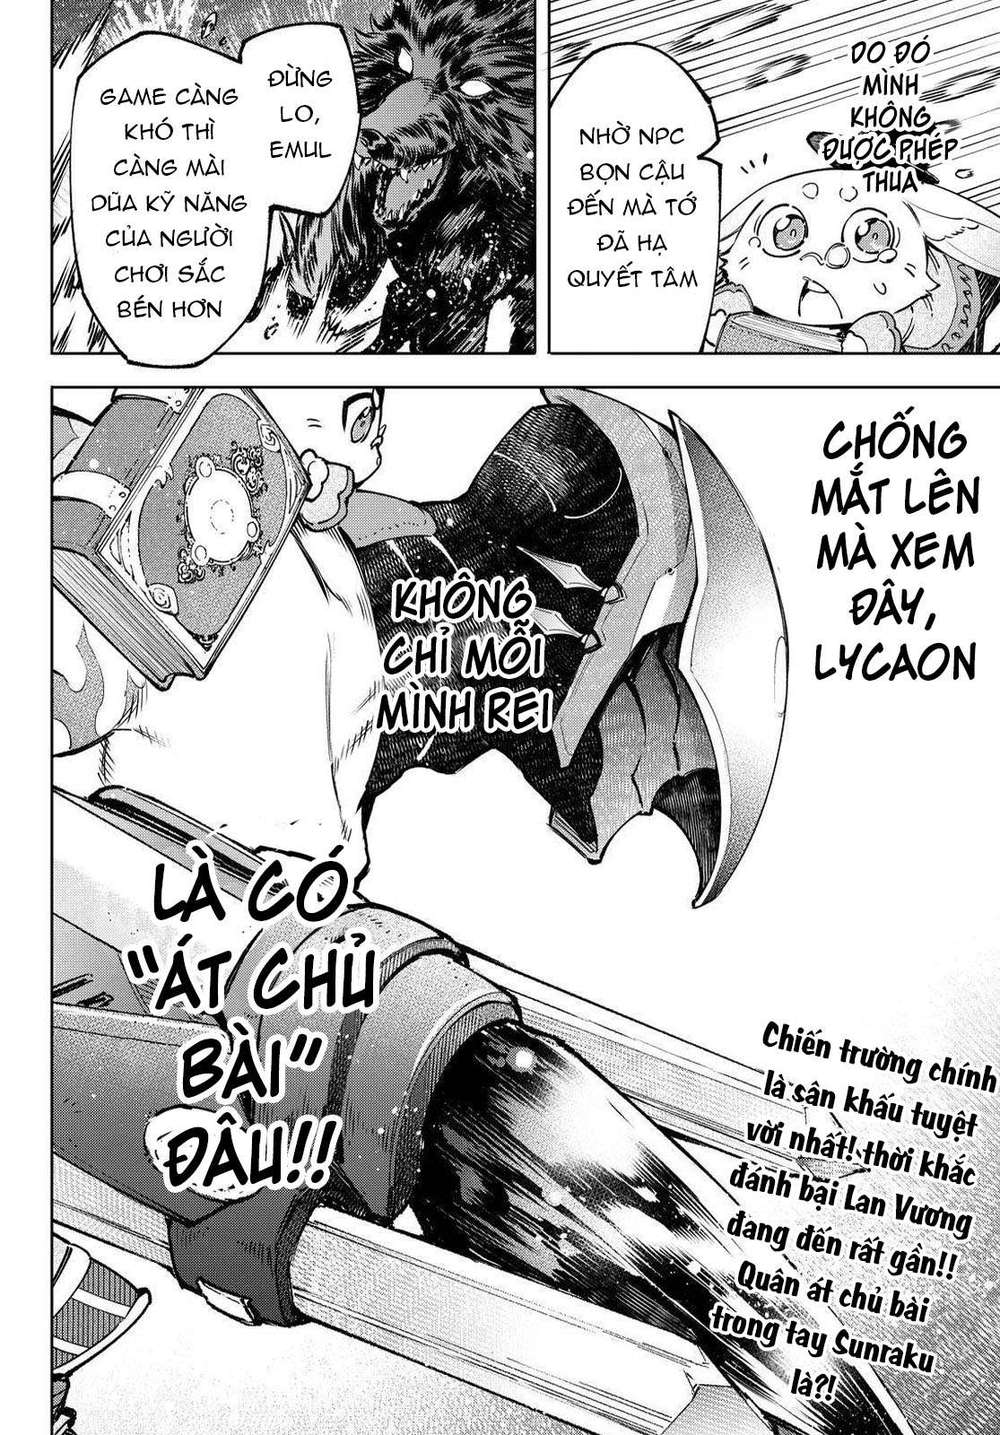 DO ĐÓ
MÌNH
KHÔNG
ĐƯỢC PHÉP
THUA
NHỜ NPC
BỌN CẬU
ĐẾN MÀ TỚ
ĐÃ HẠ
QUYẾT TÂM
ĐỪNG
LO,
EMUL
GAME CÀNG
KHÓ THÌ
CÀNG MÀI
DŨA KỸ NĂNG
CỦA NGƯỜI
CHƠI SẮC
BÉN HƠN
CHỐNG
MẮT LÊN
MÀ XEM
ĐÂY,
LYCAON
KHÔNG
CHỈ MỖI
MÌNH REI
LÀ CÓ
“ÁT CHỦ
BÀI”
ĐÂU!!
Chiến trường chính
là sân khấu tuyệt
vời nhất! thời khắc
đánh bại Lan Vương
đang đến rất gần!!
Quân át chủ bài
trong tay Sunraku
là?!